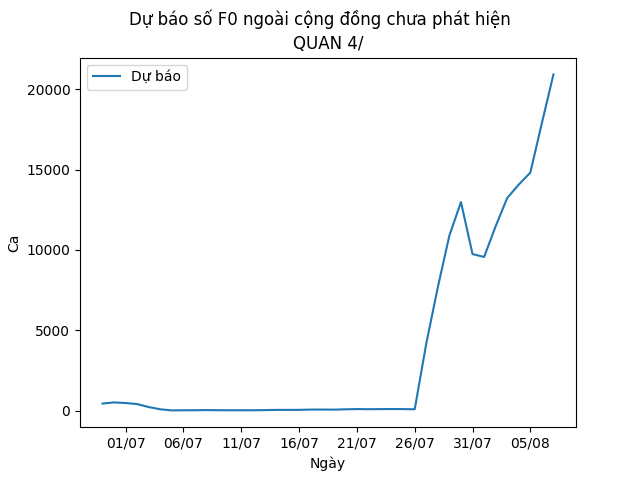 Dự báo số F0 ngoài cộng đồng chưa phát hiện
QUAN 4/
Dự báo
20000
15000
10000
5000
0
Ca
01/07 06/07 11/07 16/07 21/07 26/07 31/07 05/08
Ngày